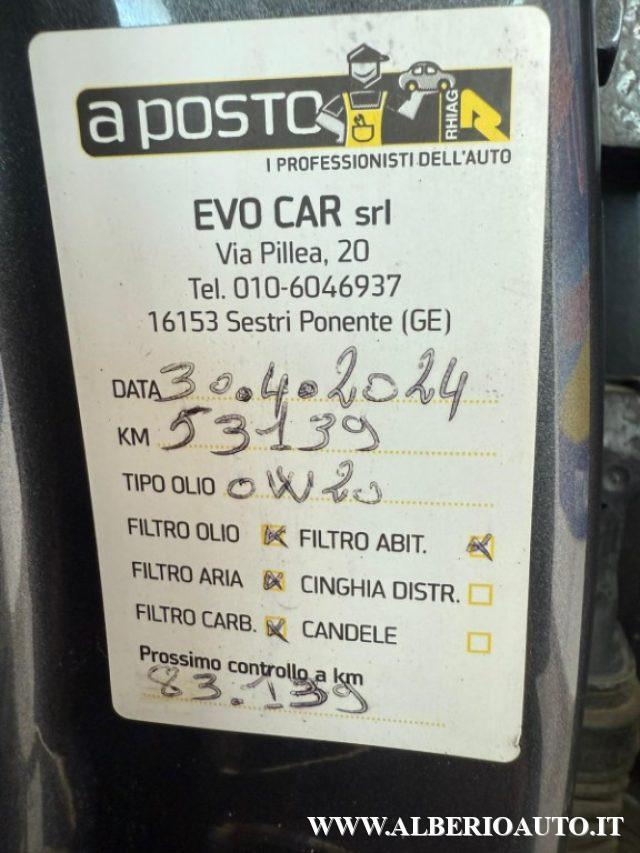 a posto
RHIAG
I PROFESSIONISTI DELL'AUTO
EVO CAR srl
Via Pillea, 20
Tel. 010-6046937
16153 Sestri Ponente (GE)
DATA 30.4.2024
KM 53139
TIPO OLIO 0W20
FILTRO OLIO FILTRO ABIT.
FILTRO ARIA CINGHIA DISTR.
FILTRO CARB. CANDELE
Prossimo controllo a km
83.139
WWW.ALBERIOAUTO.IT